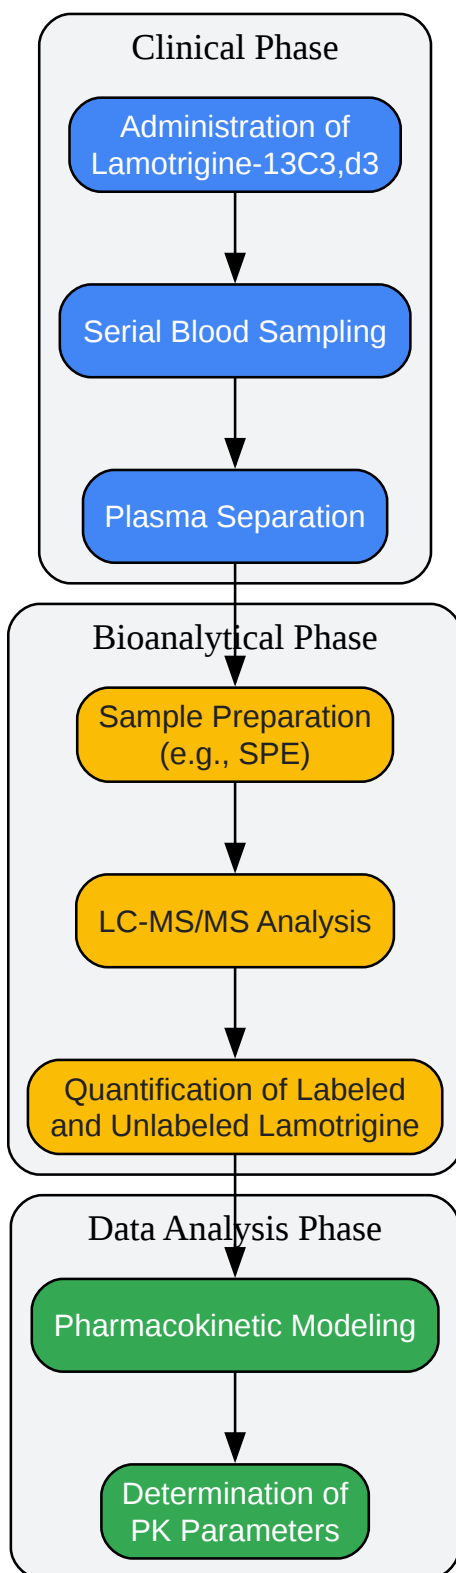 Clinical Phase
Administration of
Lamotrigine-13C3,d3
Serial Blood Sampling
Plasma Separation
Bioanalytical Phase
Sample Preparation
(e.g., SPE)
LC-MS/MS Analysis
Quantification of Labeled
and Unlabeled Lamotrigine
Data Analysis Phase
Pharmacokinetic Modeling
Determination of
PK Parameters